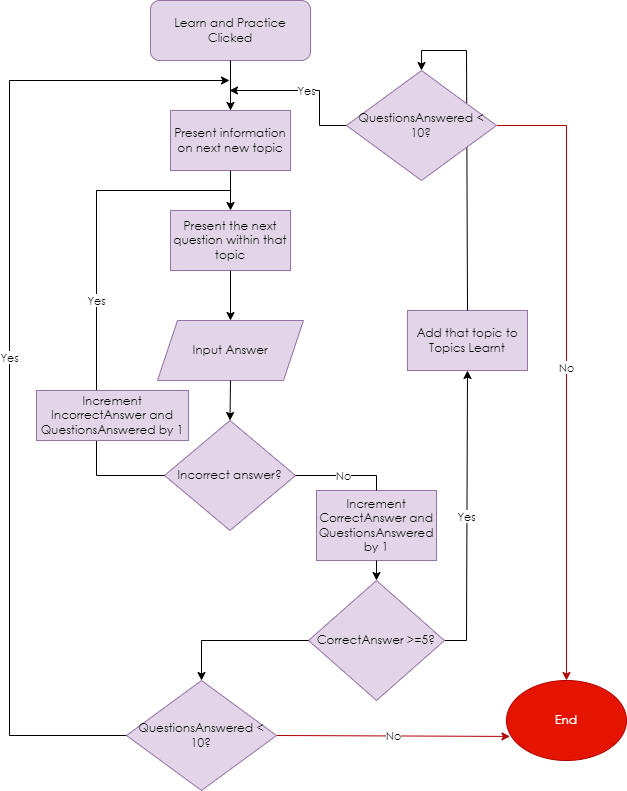 Learn and Practice
Clicked
Yes
QuestionsAnswered <
10?
Present information
on next new topic
Present the next
question within that
topic
Yes
Input Answer
Add that topic to
Topics Learnt
Yes
No
Increment
IncorrectAnswer and
QuestionsAnswered by 1
Incorrect answer?
No
Increment
CorrectAnswer and
QuestionsAnswered
by 1
Yes
CorrectAnswer >=5?
QuestionsAnswered <
10?
No
End